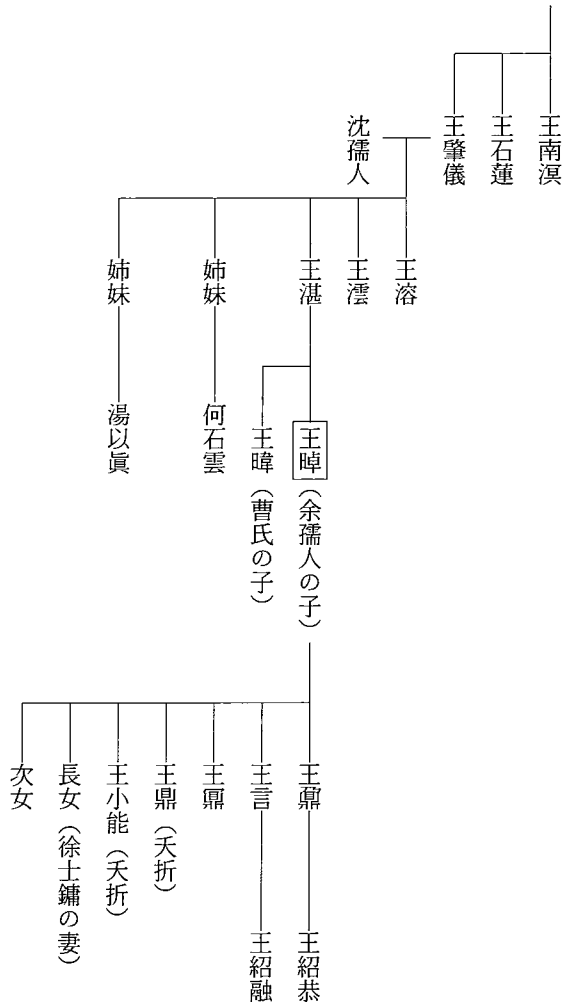 王南溟
王石蓮
王肇儀
沈孺人
王溶
王澐
王湛
姉妹
姉妹
王晫（余孺人の子）
王暐（曹氏の子）
何石雲
湯以眞
王鼐
王言
王鼏
王鼎（夭折）
王小能（夭折）
長女（徐士鏞の妻）
次女
王紹恭
王紹融